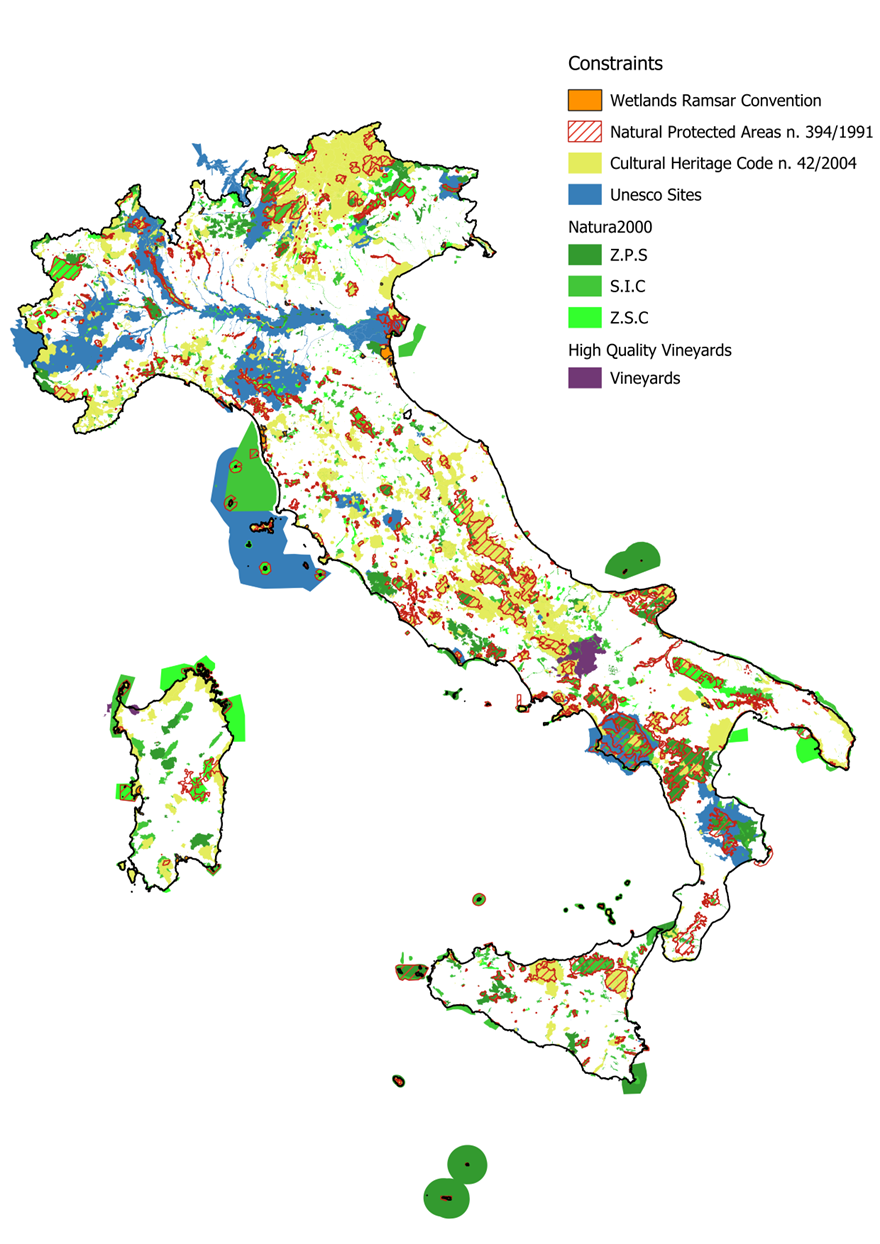 Constraints
Wetlands Ramsar Convention
Natural Protected Areas n. 394/1991
Cultural Heritage Code n. 42/2004
Unesco Sites
Natura2000
Z.P.S
S.I.C
Z.S.C
High Quality Vineyards
Vineyards